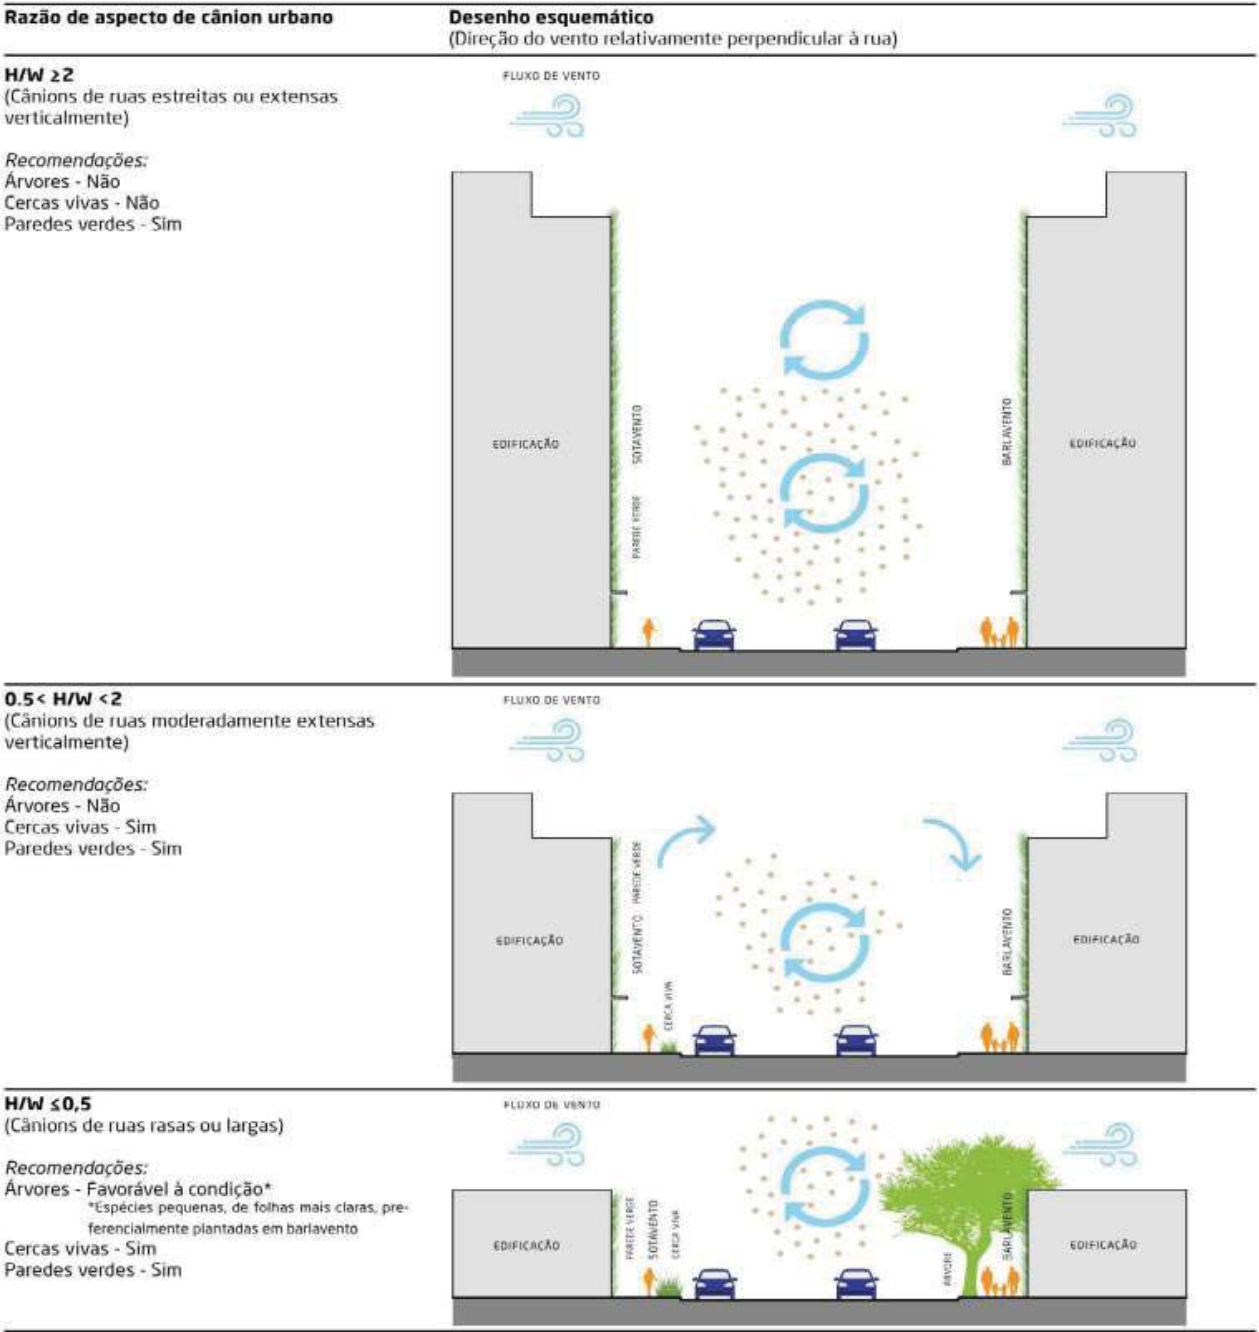 Razão de aspecto de cânion urbano
Desenho esquemático
(Direção do vento relativamente perpendicular à rua)
H/W ≥2
(Cânions de ruas estreitas ou extensas
verticalmente)
Recomendações:
Árvores - Não
Cercas vivas - Não
Paredes verdes - Sim
FLUXO DE VENTO
EDIFICAÇÃO
SOTAVENTO
PAREDE VERDE
BARLAVENTO
EDIFICAÇÃO
0.5< H/W <2
(Cânions de ruas moderadamente extensas
verticalmente)
Recomendações:
Árvores - Não
Cercas vivas - Sim
Paredes verdes - Sim
FLUXO DE VENTO
EDIFICAÇÃO
SOTAVENTO
PAREDE VERDE
CERCA VIVA
BARLAVENTO
EDIFICAÇÃO
H/W ≤0,5
(Cânions de ruas rasas ou largas)
Recomendações:
Árvores - Favorável à condição*
*Espécies pequenas, de folhas mais claras, pre-
ferencialmente plantadas em barlavento
Cercas vivas - Sim
Paredes verdes - Sim
FLUXO DE VENTO
EDIFICAÇÃO
PAREDE VERDE
SOTAVENTO
CERCA VIVA
ÁRVORE
BARLAVENTO
EDIFICAÇÃO